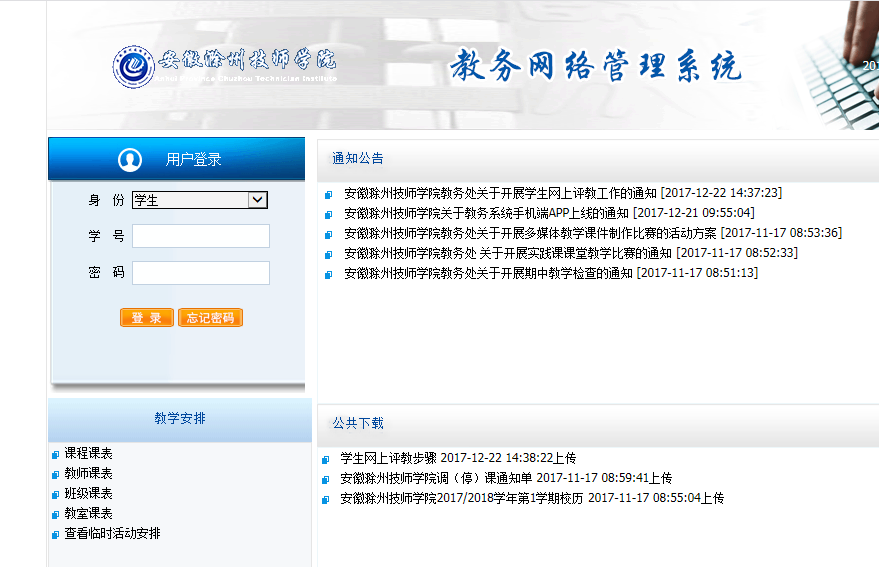 安徽滁州技师学院
教务网络管理系统
201
用户登录
身 份 学生
学 号
密 码
登 录 忘记密码
教学安排
课程课表
教师课表
班级课表
教室课表
查看临时活动安排
通知公告
安徽滁州技师学院教务处关于开展学生网上评教工作的通知 [2017-12-22 14:37:23]
安徽滁州技师学院关于教务系统手机端APP上线的通知 [2017-12-21 09:55:04]
安徽滁州技师学院教务处关于开展多媒体教学课件制作比赛的活动方案 [2017-11-17 08:53:36]
安徽滁州技师学院教务处 关于开展实践课课堂教学比赛的通知 [2017-11-17 08:52:33]
安徽滁州技师学院教务处关于开展期中教学检查的通知 [2017-11-17 08:51:13]
公共下载
学生网上评教步骤 2017-12-22 14:38:22上传
安徽滁州技师学院调（停）课通知单 2017-11-17 08:59:41上传
安徽滁州技师学院2017/2018学年第1学期校历 2017-11-17 08:55:04上传